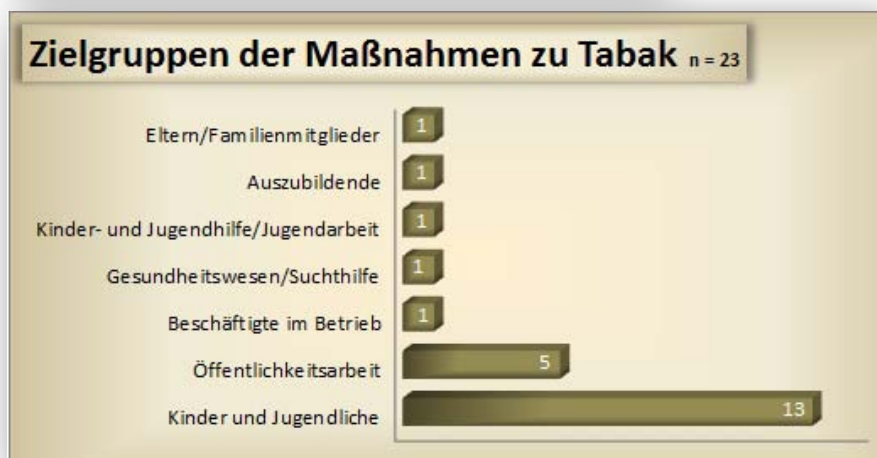 Zielgruppen der Maßnahmen zu Tabak n = 23
Eltern/Familienmitglieder 1
Auszubildende 1
Kinder- und Jugendhilfe/Jugendarbeit 1
Gesundheitswesen/Suchthilfe 1
Beschäftigte im Betrieb 1
Öffentlichkeitsarbeit 5
Kinder und Jugendliche 13